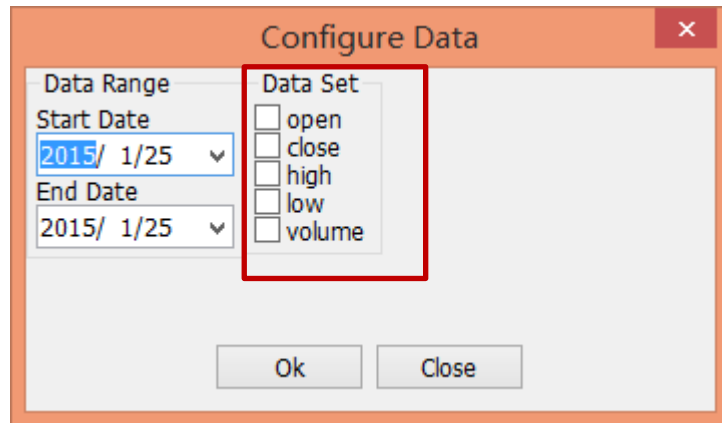 Configure Data
Data Range
Start Date
2015/ 1/25
End Date
2015/ 1/25
Data Set
open
close
high
low
volume
Ok
Close